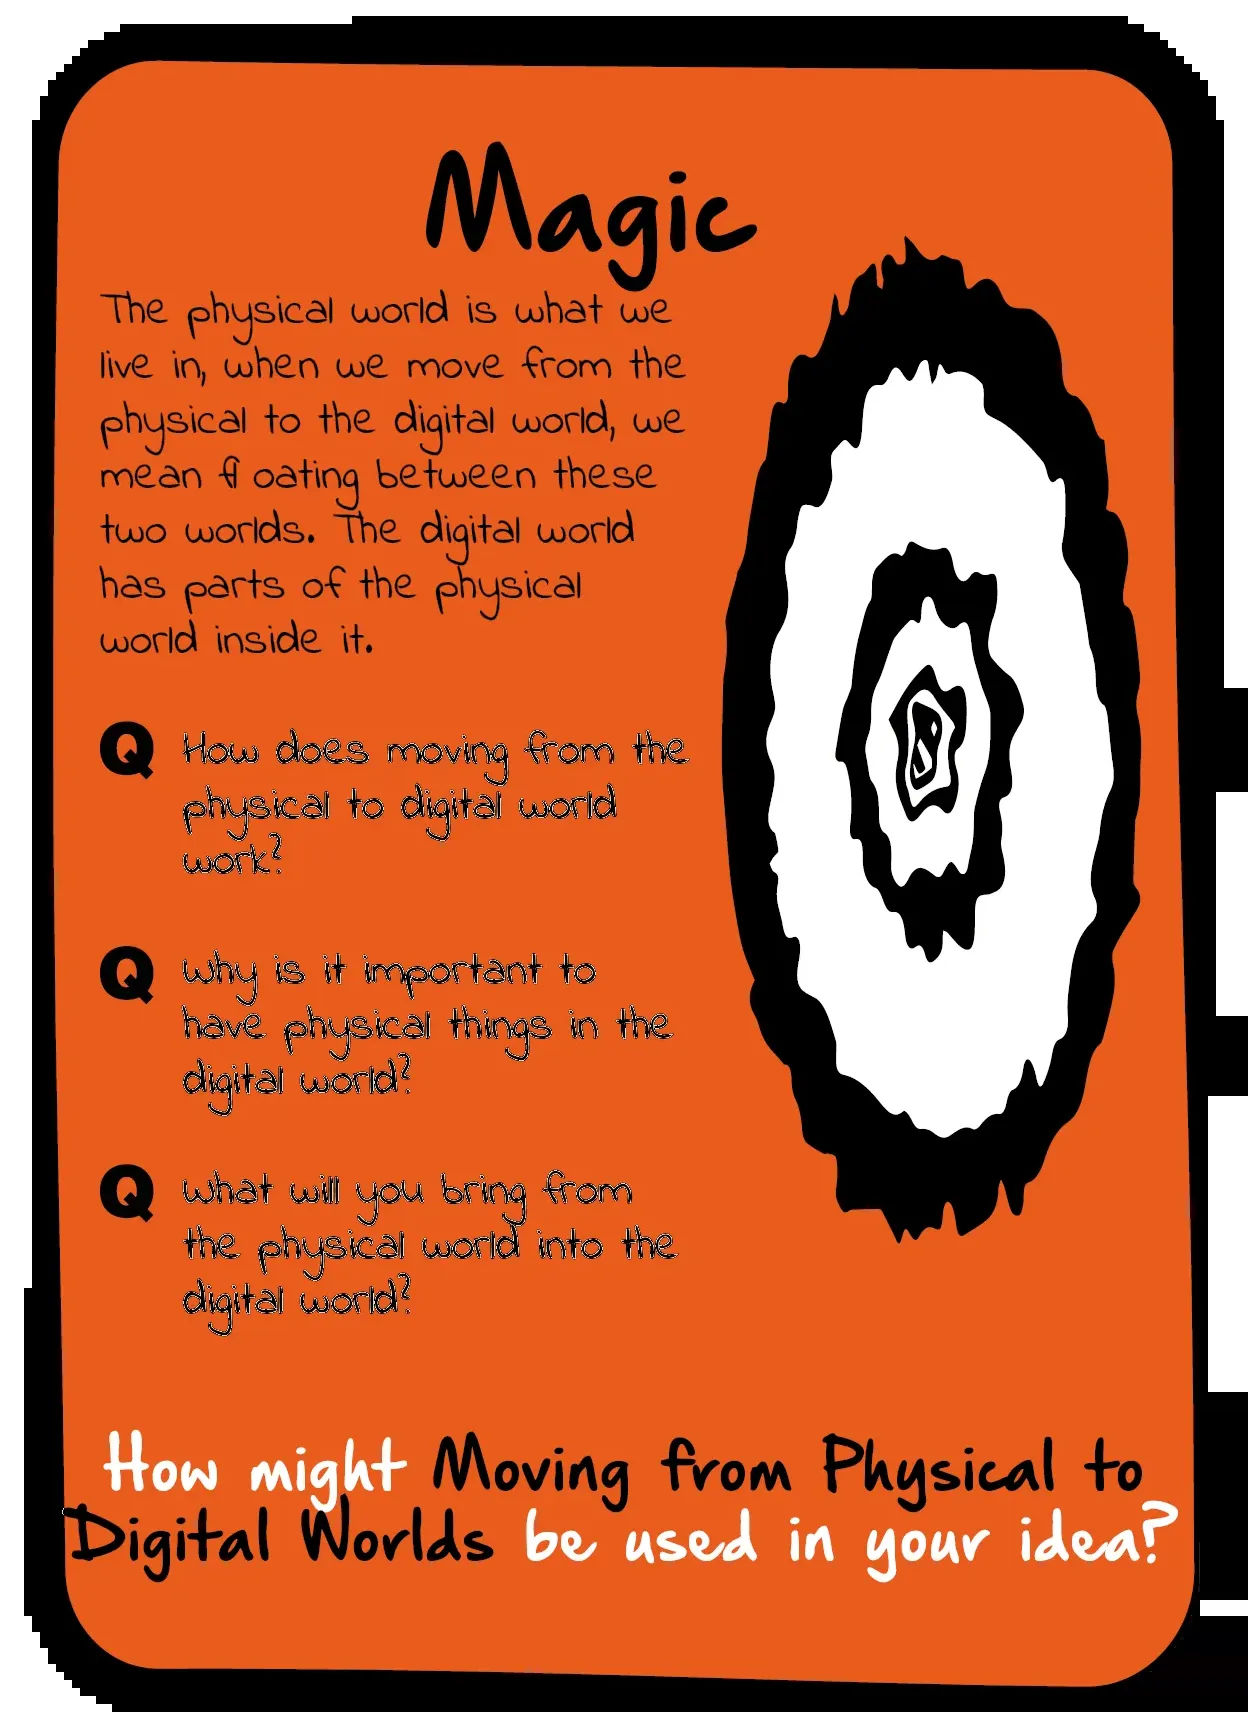 Magic
The physical world is what we
live in, when we move from the
physical to the digital world, we
mean fl oating between these
two worlds. The digital world
has parts of the physical
world inside it.
Q How does moving from the
physical to digital world
work?
Q Why is it important to
have physical things in the
digital world?
Q What will you bring from
the physical world into the
digital world?
How might Moving from Physical to
Digital Worlds be used in your idea?